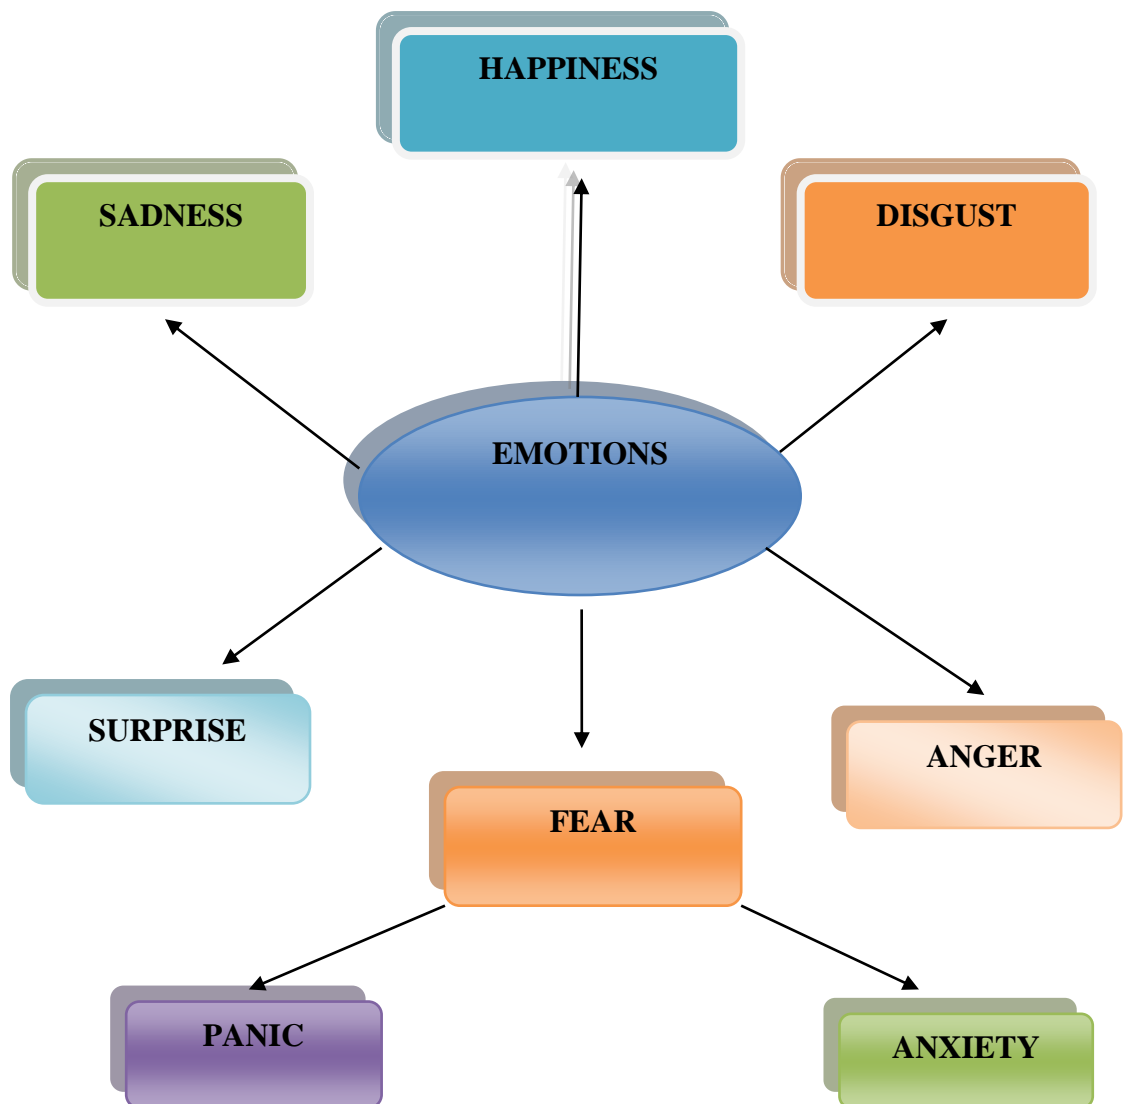 HAPPINESS
SADNESS
DISGUST
EMOTIONS
SURPRISE
ANGER
FEAR
PANIC
ANXIETY